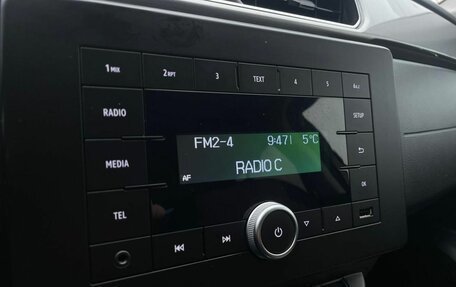 1 MIX 2 RPT 3 TEXT 4 5
RADIO
SETUP
FM2-4 9:47 5°C
MEDIA
RADIO C
AF
OK
TEL